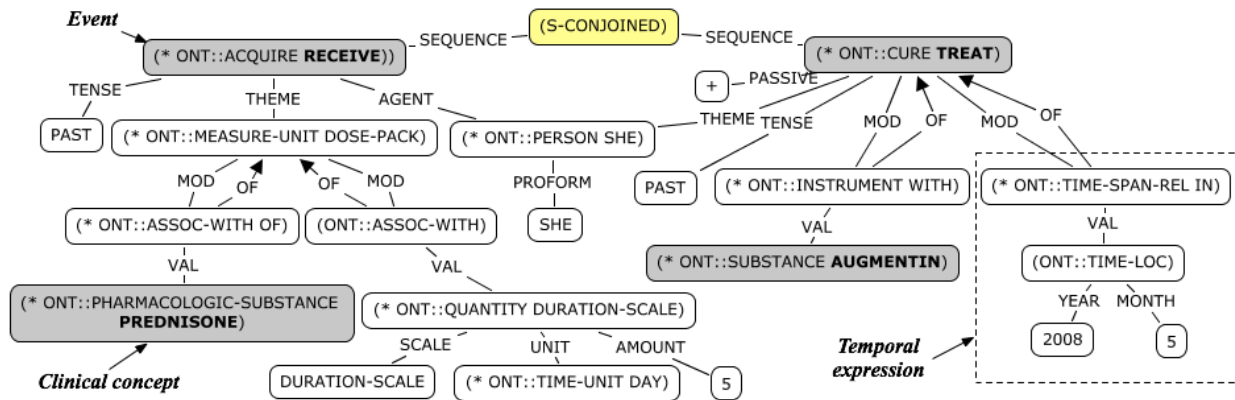 Event
(S-CONJOINED)
SEQUENCE
SEQUENCE
(* ONT::ACQUIRE RECEIVE))
(* ONT::CURE TREAT)
TENSE
THEME
AGENT
+
PASSIVE
THEME
TENSE
MOD
OF
MOD
OF
PAST
(* ONT::MEASURE-UNIT DOSE-PACK)
(* ONT::PERSON SHE)
MOD
OF
OF
MOD
PROFORM
PAST
(* ONT::INSTRUMENT WITH)
(* ONT::TIME-SPAN-REL IN)
(* ONT::ASSOC-WITH OF)
(ONT::ASSOC-WITH)
SHE
VAL
VAL
VAL
VAL
(* ONT::SUBSTANCE AUGMENTIN)
(ONT::TIME-LOC)
(* ONT::PHARMACOLOGIC-SUBSTANCE
PREDNISONE)
(* ONT::QUANTITY DURATION-SCALE)
YEAR
MONTH
SCALE
UNIT
AMOUNT
2008
5
Clinical concept
DURATION-SCALE
(* ONT::TIME-UNIT DAY)
5
Temporal
expression